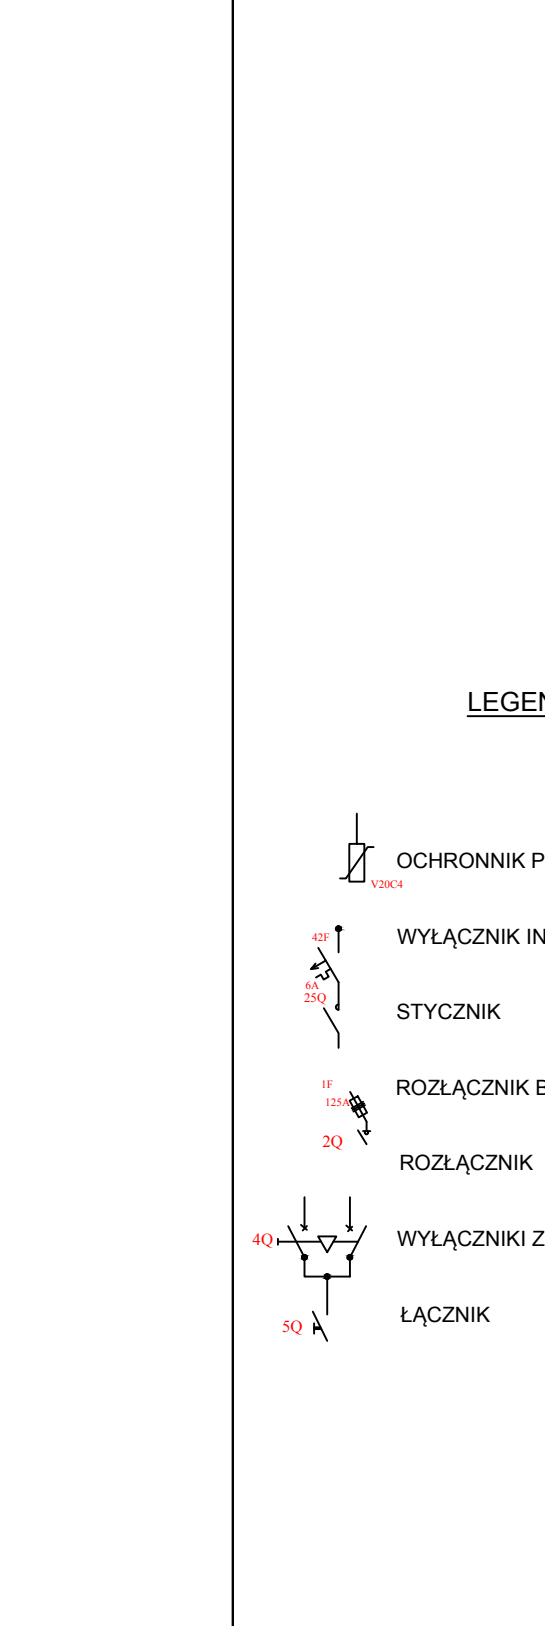 LEGEN
OCHRONNIK P
V20C4
42F
WYŁĄCZNIK IN
6A
25Q
STYCZNIK
1F
ROZŁĄCZNIK B
125A
2Q
ROZŁĄCZNIK
4Q
WYŁĄCZNIKI Z
ŁĄCZNIK
5Q